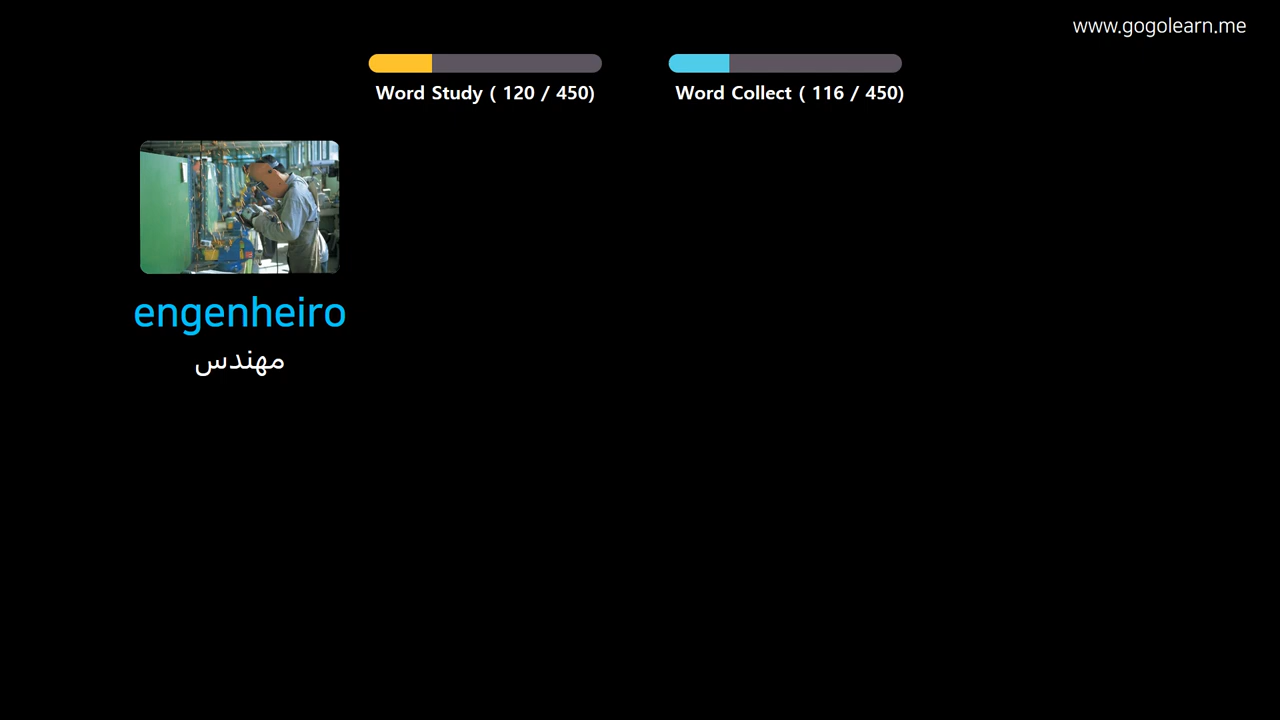 www.gogolearn.me
Word Study ( 120 / 450)
Word Collect ( 116 / 450)
engenheiro
مهندس